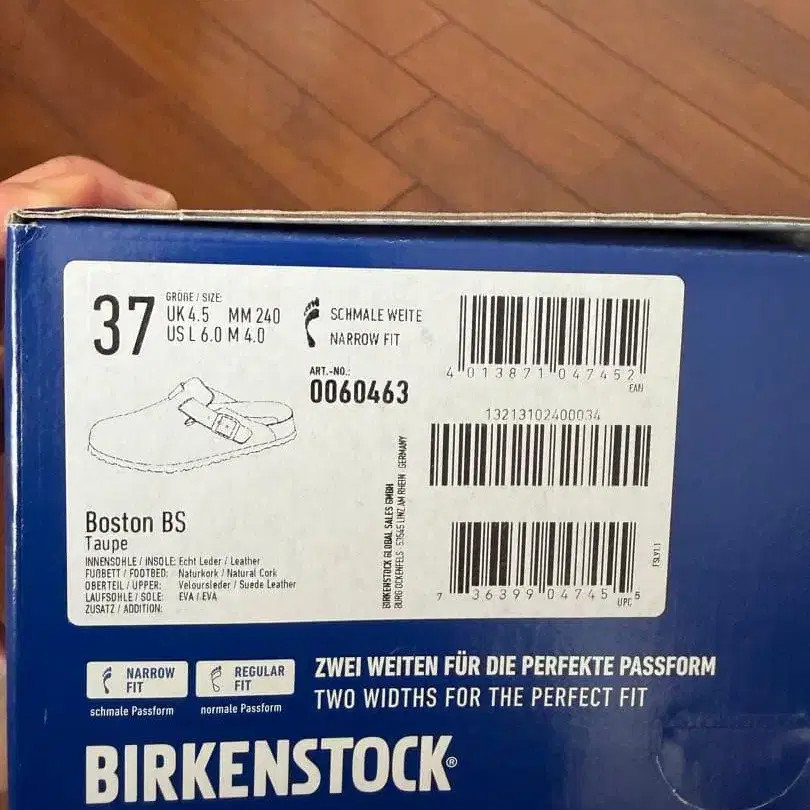 37
GRÖßE / SIZE:
UK 4.5 MM 240
US L 6.0 M 4.0
SCHMALE WEITE
NARROW FIT
ART.-NO.:
0060463
4 013871 047452
EAN
13213102400034
BIRKENSTOCK GLOBAL SALES GMBH
BURG OCKENFELS · 53545 LINZ AM RHEIN GERMANY
7 36399 04745 5
UPC
Boston BS
Taupe
INNENSOHLE / INSOLE: Echt Leder / Leather
FUßBETT / FOOTBED: Naturkork / Natural Cork
OBERTEIL / UPPER: Veloursleder / Suede Leather
LAUFSOHLE / SOLE: EVA / EVA
ZUSATZ / ADDITION:
NARROW FIT
schmale Passform
REGULAR FIT
normale Passform
ZWEI WEITEN FÜR DIE PERFEKTE PASSFORM
TWO WIDTHS FOR THE PERFECT FIT
BIRKENSTOCK®